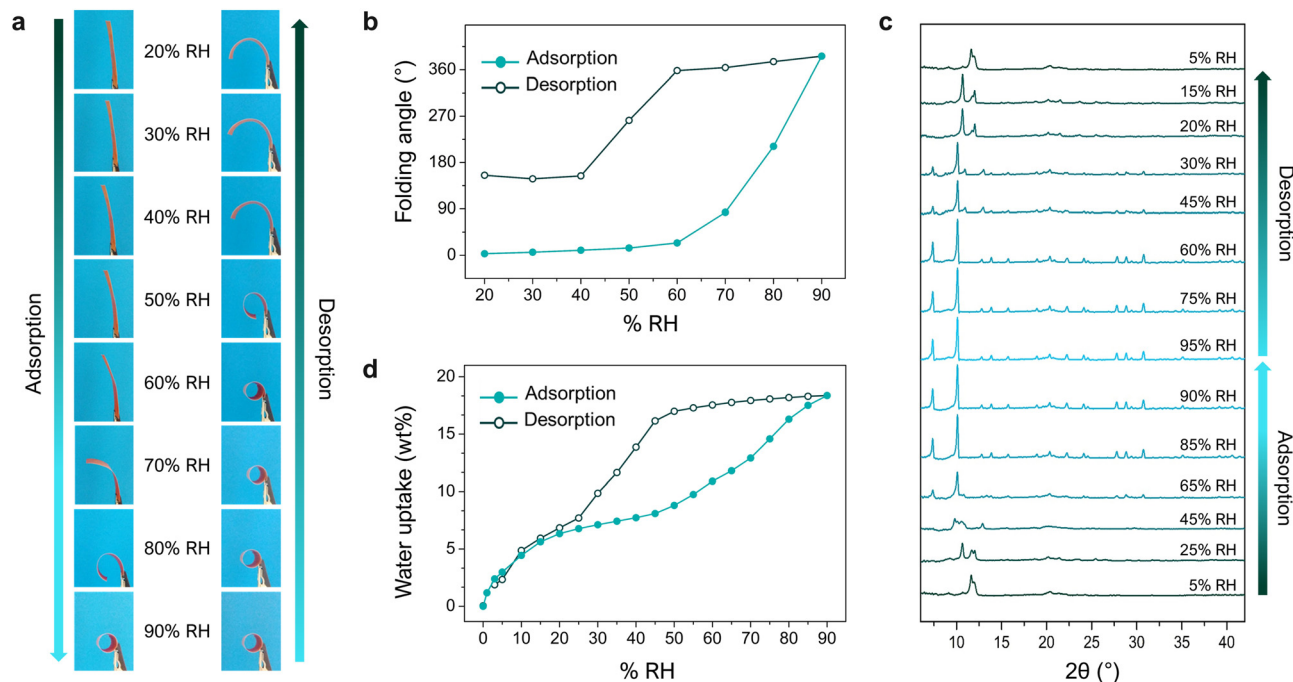 a
Adsorption
20% RH
30% RH
40% RH
50% RH
60% RH
70% RH
80% RH
90% RH
Desorption
b
Adsorption
Desorption
Folding angle (°)
360
270
180
90
0
20 30 40 50 60 70 80 90
% RH
d
Adsorption
Desorption
Water uptake (wt%)
20
15
10
5
0
0 10 20 30 40 50 60 70 80 90
% RH
c
5% RH
15% RH
20% RH
30% RH
45% RH
60% RH
75% RH
95% RH
90% RH
85% RH
65% RH
45% RH
25% RH
5% RH
Desorption
Adsorption
10 15 20 25 30 35 40
2θ (°)